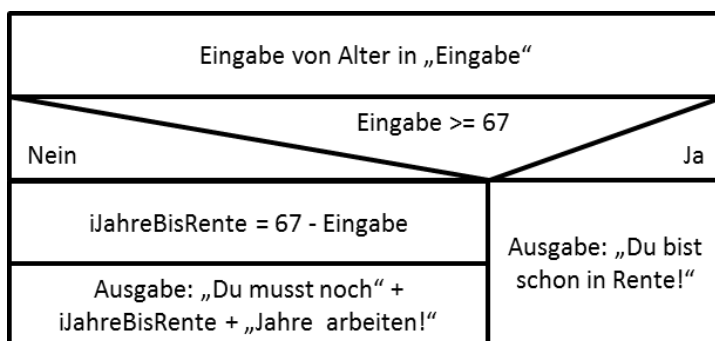 Eingabe von Alter in „Eingabe“
Eingabe >= 67
Nein
Ja
iJahreBisRente = 67 - Eingabe
Ausgabe: „Du musst noch“ +
iJahreBisRente + „Jahre arbeiten!“
Ausgabe: „Du bist
schon in Rente!“